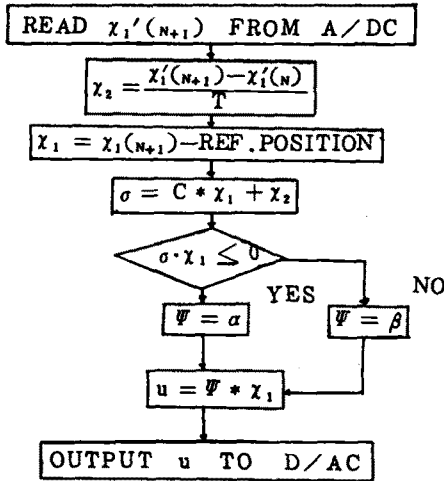 READ χ₁′(N+1) FROM A/DC
χ₂ = χ₁′(N+1)−χ₁′(N) / T
χ₁ = χ₁(N+1)−REF.POSITION
σ = C * χ₁ + χ₂
σ·χ₁ ≤ 0
YES NO
Ψ = α Ψ = β
u = Ψ * χ₁
OUTPUT u TO D/AC